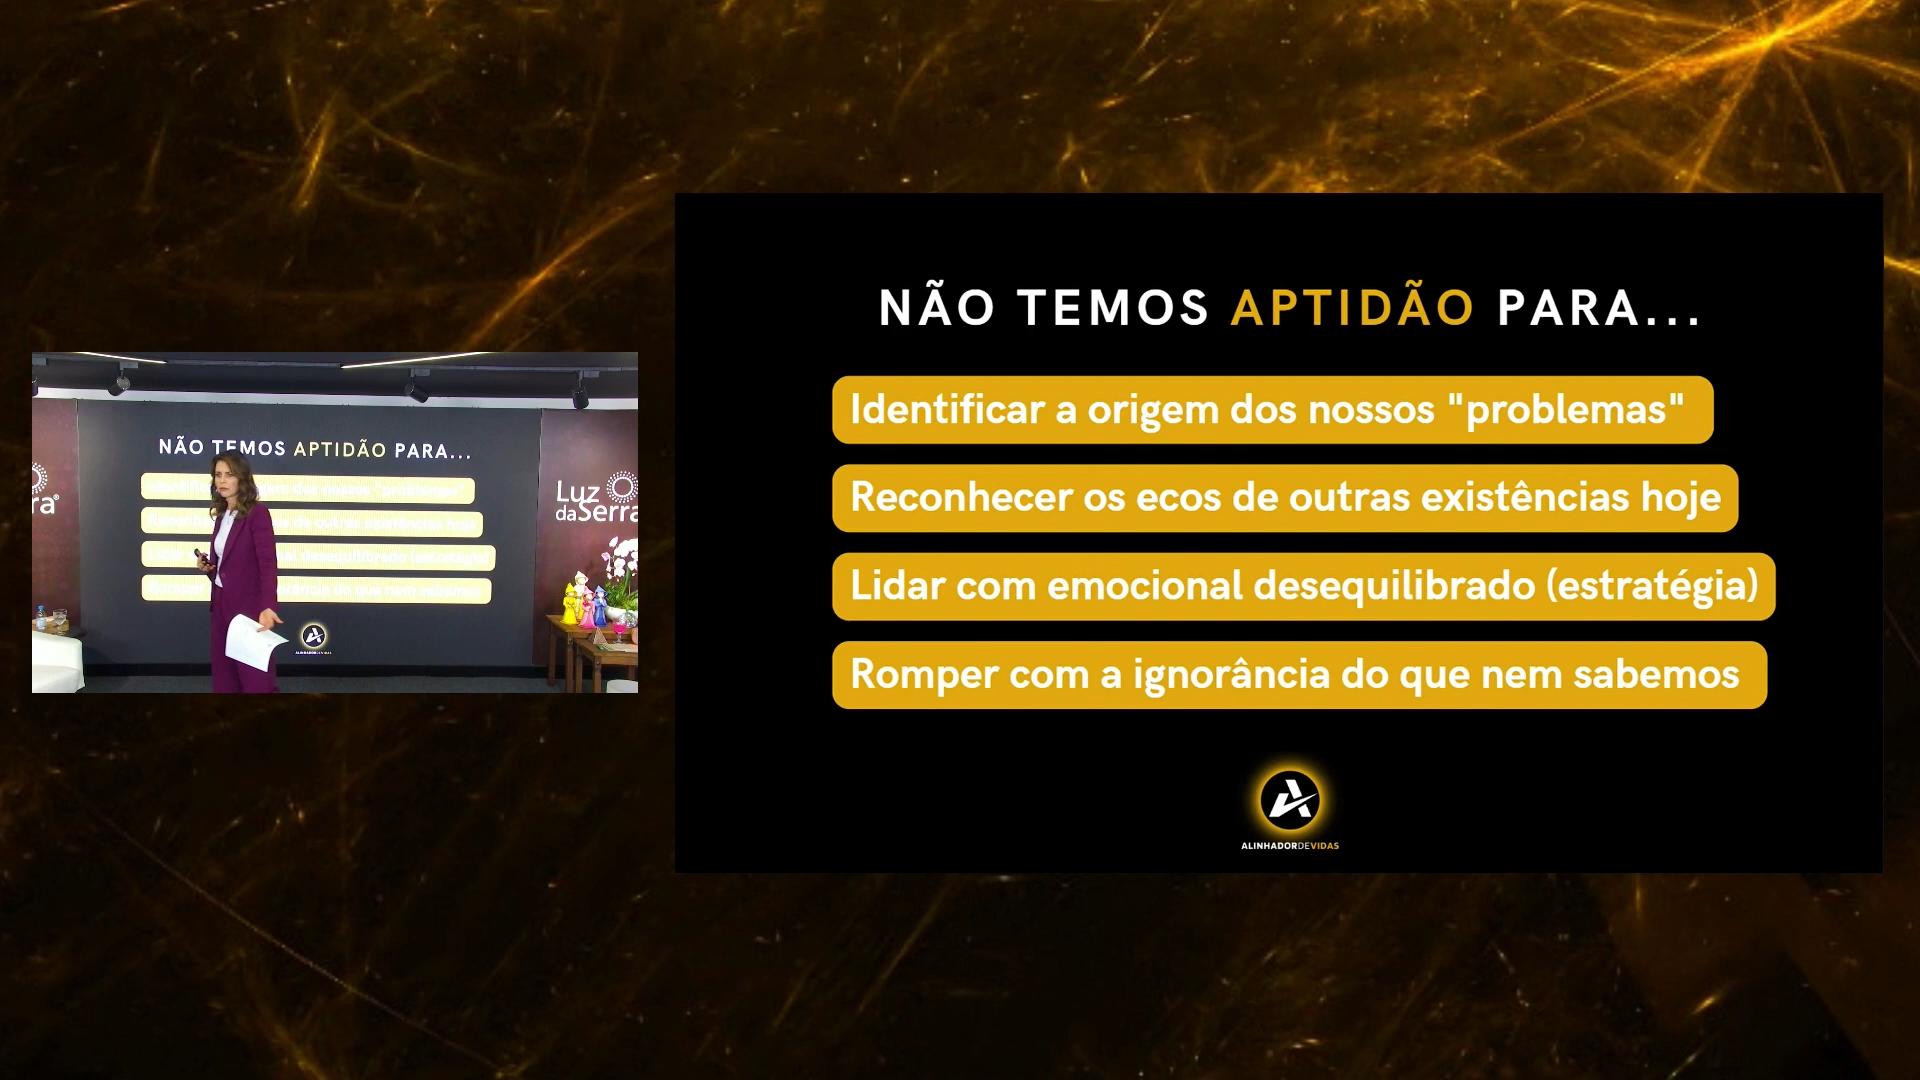 NÃO TEMOS APTIDÃO PARA...
Luz
daSerra
ra®
NÃO TEMOS APTIDÃO PARA...
Identificar a origem dos nossos "problemas"
Reconhecer os ecos de outras existências hoje
Lidar com emocional desequilibrado (estratégia)
Romper com a ignorância do que nem sabemos
ALINHADORDEVIDAS